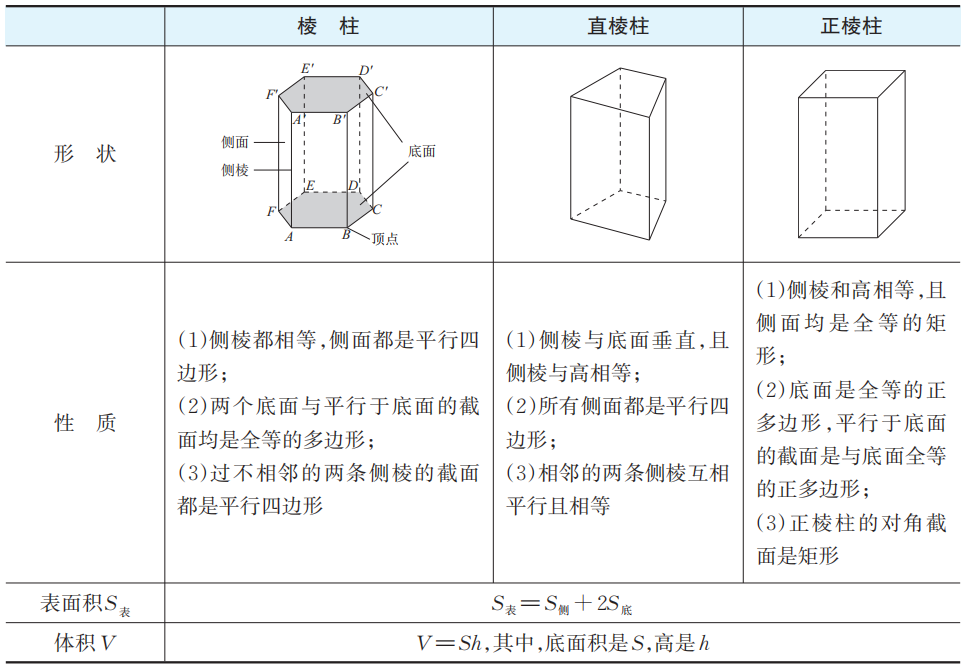 棱 柱
直棱柱
正棱柱
形 状
E′
D′
F′
C′
A′
B′
侧面
侧棱
底面
E
D
F
C
A
B
顶点
性 质
(1)侧棱都相等,侧面都是平行四
边形;
(2)两个底面与平行于底面的截
面均是全等的多边形;
(3)过不相邻的两条侧棱的截面
都是平行四边形
(1)侧棱与底面垂直,且
侧棱与高相等;
(2)所有侧面都是平行四
边形;
(3)相邻的两条侧棱互相
平行且相等
(1)侧棱和高相等,且
侧面均是全等的矩
形;
(2)底面是全等的正
多边形,平行于底面
的截面是与底面全等
的正多边形;
(3)正棱柱的对角截
面是矩形
表面积S表
S表=S侧+2S底
体积V
V=Sh,其中,底面积是S,高是h